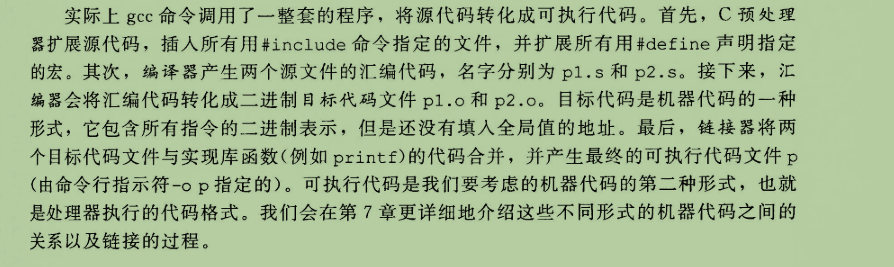 实际上 gcc 命令调用了一整套的程序，将源代码转化成可执行代码。首先，C 预处理
器扩展源代码，插入所有用#include 命令指定的文件，并扩展所有用#define 声明指定
的宏。其次，编译器产生两个源文件的汇编代码，名字分别为 p1.s 和 p2.s。接下来，汇
编器会将汇编代码转化成二进制目标代码文件 p1.o 和 p2.o。目标代码是机器代码的一种
形式，它包含所有指令的二进制表示，但是还没有填入全局值的地址。最后，链接器将两
个目标代码文件与实现库函数(例如 printf)的代码合并，并产生最终的可执行代码文件 p
(由命令行指示符-o p 指定的)。可执行代码是我们要考虑的机器代码的第二种形式，也就
是处理器执行的代码格式。我们会在第 7 章更详细地介绍这些不同形式的机器代码之间的
关系以及链接的过程。